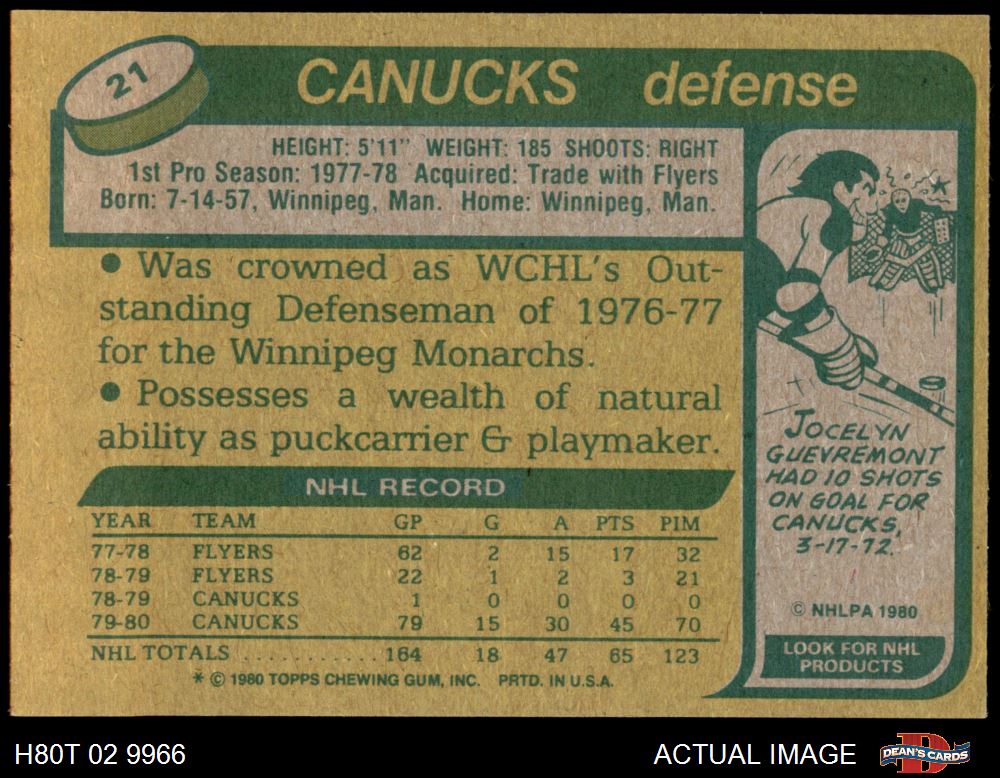 21
CANUCKS defense
HEIGHT: 5'11" WEIGHT: 185 SHOOTS: RIGHT
1st Pro Season: 1977-78 Acquired: Trade with Flyers
Born: 7-14-57, Winnipeg, Man. Home: Winnipeg, Man.
• Was crowned as WCHL's Out-
standing Defenseman of 1976-77
for the Winnipeg Monarchs.
• Possesses a wealth of natural
ability as puckcarrier & playmaker.
NHL RECORD
YEAR TEAM GP G A PTS PIM
77-78 FLYERS 62 2 15 17 32
78-79 FLYERS 22 1 2 3 21
78-79 CANUCKS 1 0 0 0 0
79-80 CANUCKS 79 15 30 45 70
NHL TOTALS .......... 164 18 47 65 123
* © 1980 TOPPS CHEWING GUM, INC. PRTD. IN U.S.A.
JOCELYN
GUEVREMONT
HAD 10 SHOTS
ON GOAL FOR
CANUCKS,
3-17-72.
© NHLPA 1980
LOOK FOR NHL
PRODUCTS
H80T 02 9966
ACTUAL IMAGE
D
DEAN'S CARDS